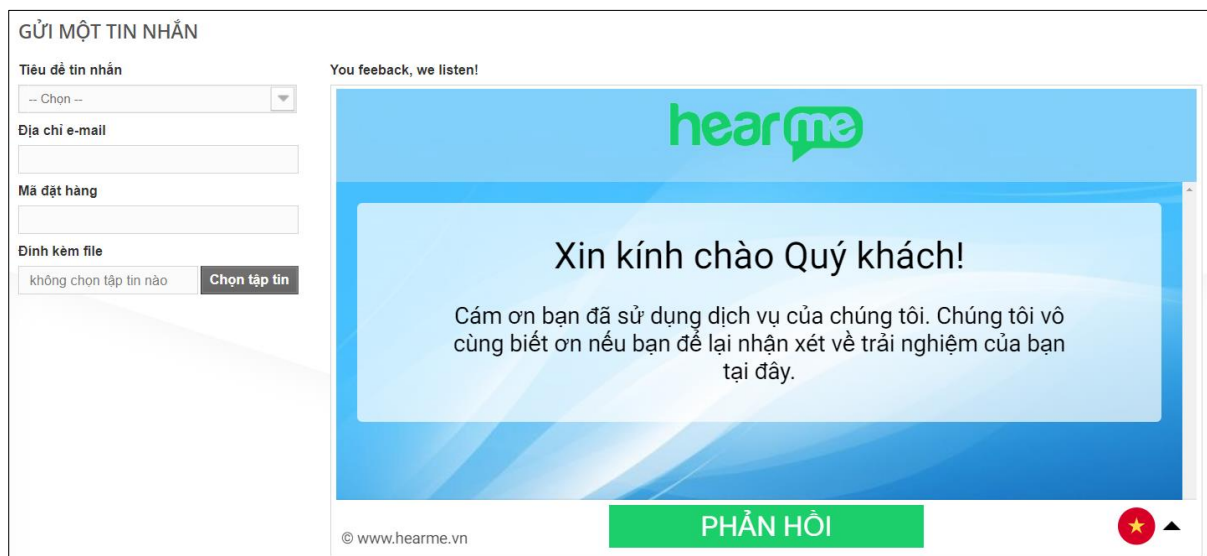 GỬI MỘT TIN NHẮN
Tiêu đề tin nhắn
-- Chọn --
Địa chỉ e-mail
Mã đặt hàng
Đính kèm file
không chọn tập tin nào
Chọn tập tin
You feeback, we listen!
hearme
Xin kính chào Quý khách!
Cám ơn bạn đã sử dụng dịch vụ của chúng tôi. Chúng tôi vô
cùng biết ơn nếu bạn để lại nhận xét về trải nghiệm của bạn
tại đây.
© www.hearme.vn
PHẢN HỒI